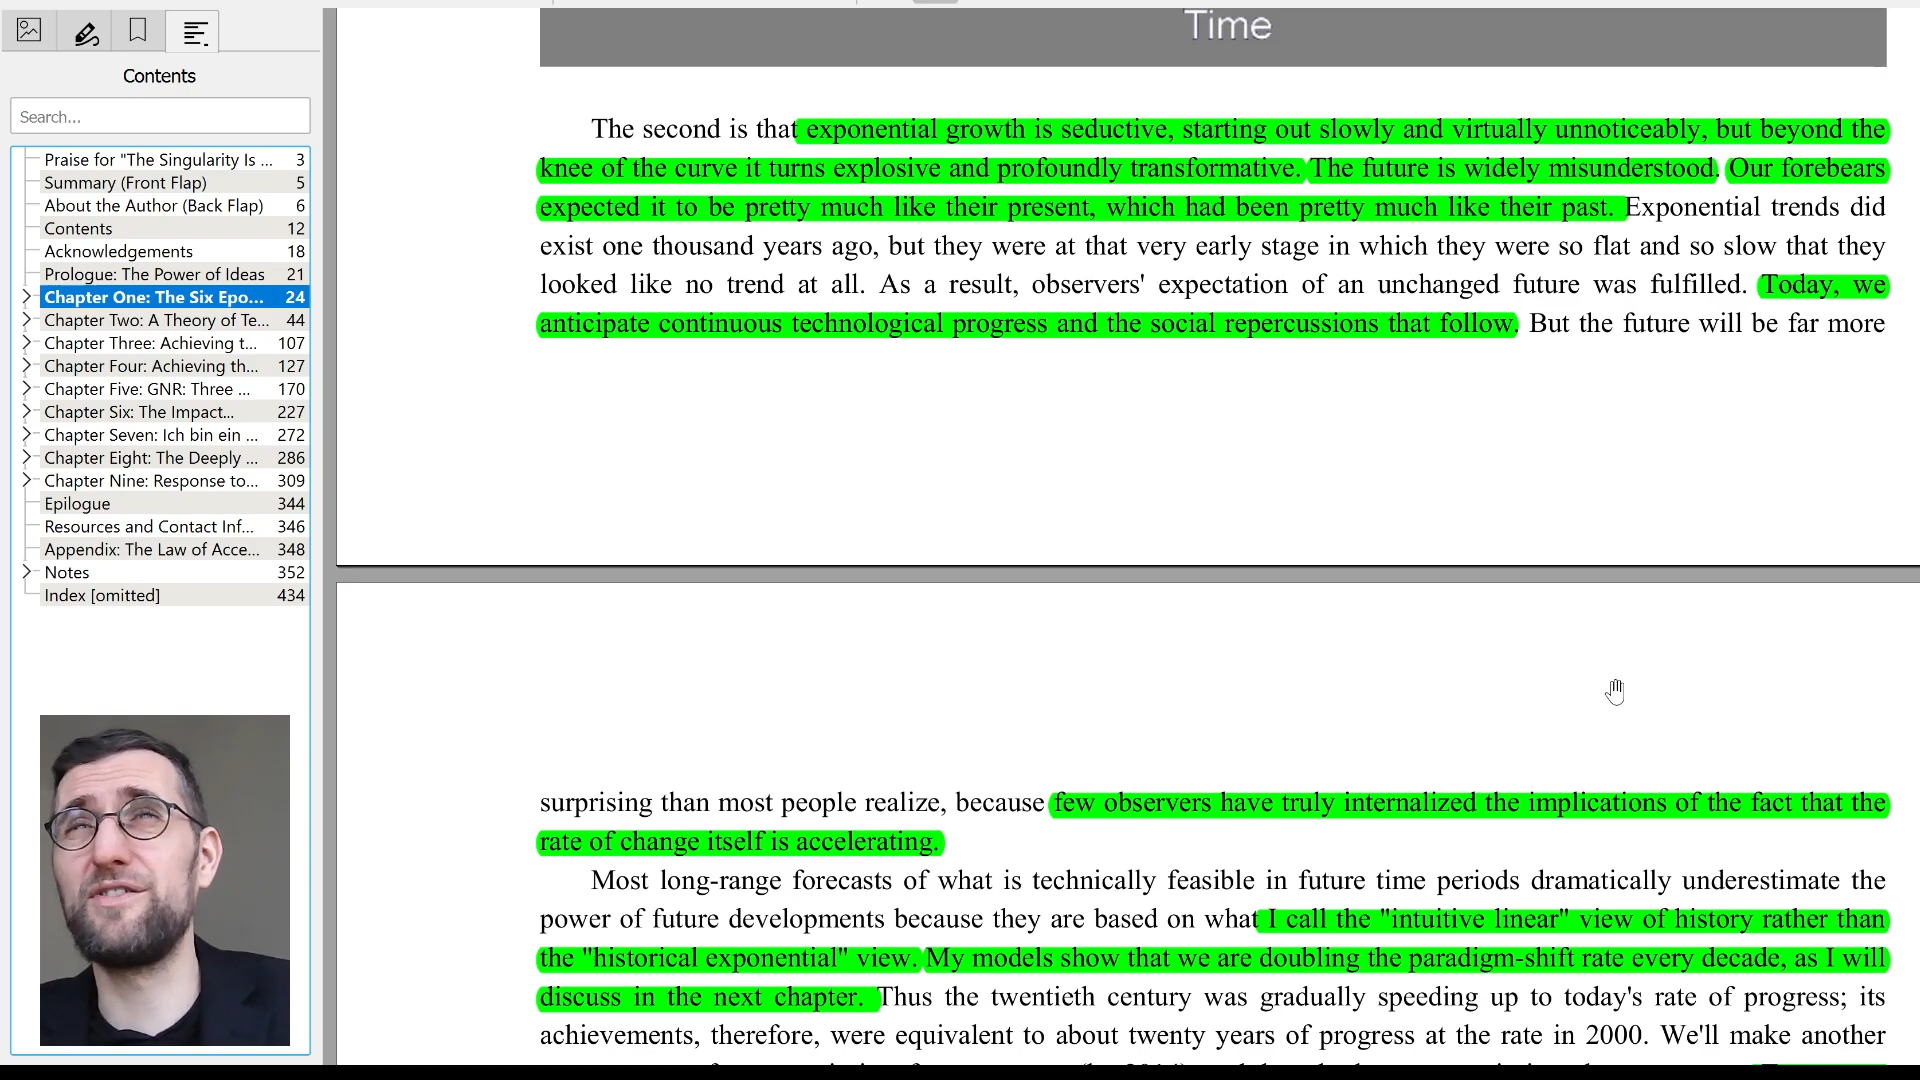 Contents
Search...
Praise for "The Singularity Is ... 3
Summary (Front Flap) 5
About the Author (Back Flap) 6
Contents 12
Acknowledgements 18
Prologue: The Power of Ideas 21
Chapter One: The Six Epo... 24
Chapter Two: A Theory of Te... 44
Chapter Three: Achieving t... 107
Chapter Four: Achieving th... 127
Chapter Five: GNR: Three ... 170
Chapter Six: The Impact... 227
Chapter Seven: Ich bin ein ... 272
Chapter Eight: The Deeply ... 286
Chapter Nine: Response to... 309
Epilogue 344
Resources and Contact Inf... 346
Appendix: The Law of Acce... 348
Notes 352
Index [omitted] 434
Time
The second is that exponential growth is seductive, starting out slowly and virtually unnoticeably, but beyond the
knee of the curve it turns explosive and profoundly transformative. The future is widely misunderstood. Our forebears
expected it to be pretty much like their present, which had been pretty much like their past. Exponential trends did
exist one thousand years ago, but they were at that very early stage in which they were so flat and so slow that they
looked like no trend at all. As a result, observers' expectation of an unchanged future was fulfilled. Today, we
anticipate continuous technological progress and the social repercussions that follow. But the future will be far more
surprising than most people realize, because few observers have truly internalized the implications of the fact that the
rate of change itself is accelerating.
Most long-range forecasts of what is technically feasible in future time periods dramatically underestimate the
power of future developments because they are based on what I call the "intuitive linear" view of history rather than
the "historical exponential" view. My models show that we are doubling the paradigm-shift rate every decade, as I will
discuss in the next chapter. Thus the twentieth century was gradually speeding up to today's rate of progress; its
achievements, therefore, were equivalent to about twenty years of progress at the rate in 2000. We'll make another